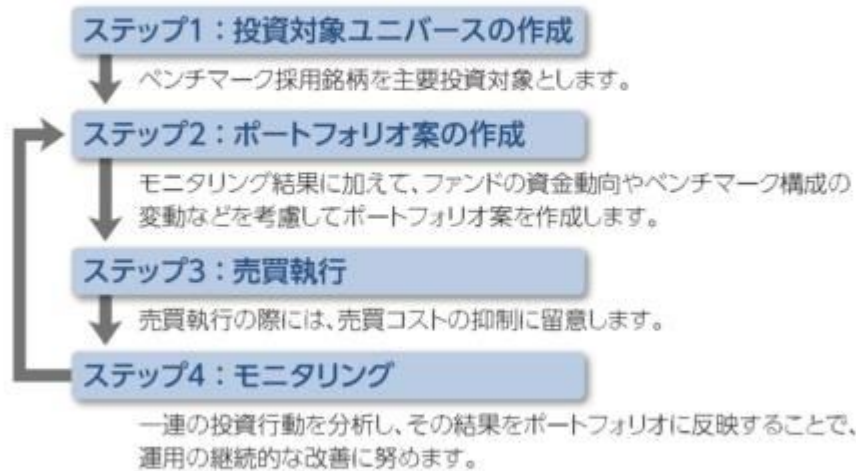 ステップ1：投資対象ユニバースの作成
ベンチマーク採用銘柄を主要投資対象とします。
ステップ2：ポートフォリオ案の作成
モニタリング結果に加えて、ファンドの資金動向やベンチマーク構成の
変動などを考慮してポートフォリオ案を作成します。
ステップ3：売買執行
売買執行の際には、売買コストの抑制に留意します。
ステップ4：モニタリング
一連の投資行動を分析し、その結果をポートフォリオに反映することで、
運用の継続的な改善に努めます。